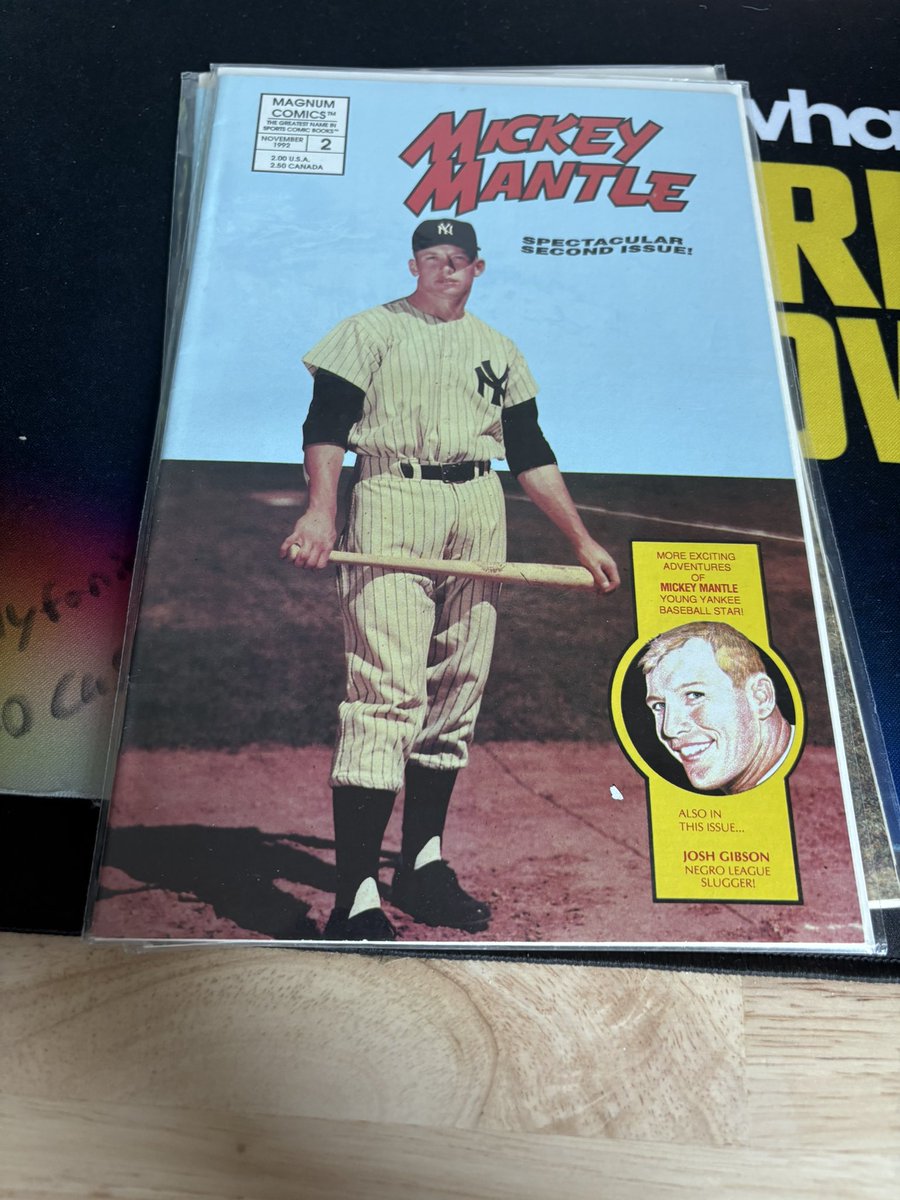 MAGNUM
COMICS™
THE GREATEST NAME IN
SPORTS COMIC BOOKS™
NOVEMBER
1992
2
2.00 U.S.A.
2.50 CANADA
MICKEY
MANTLE
SPECTACULAR
SECOND ISSUE!
NY
NY
MORE EXCITING
ADVENTURES
OF
MICKEY MANTLE
YOUNG YANKEE
BASEBALL STAR!
ALSO IN
THIS ISSUE...
JOSH GIBSON
NEGRO LEAGUE
SLUGGER!